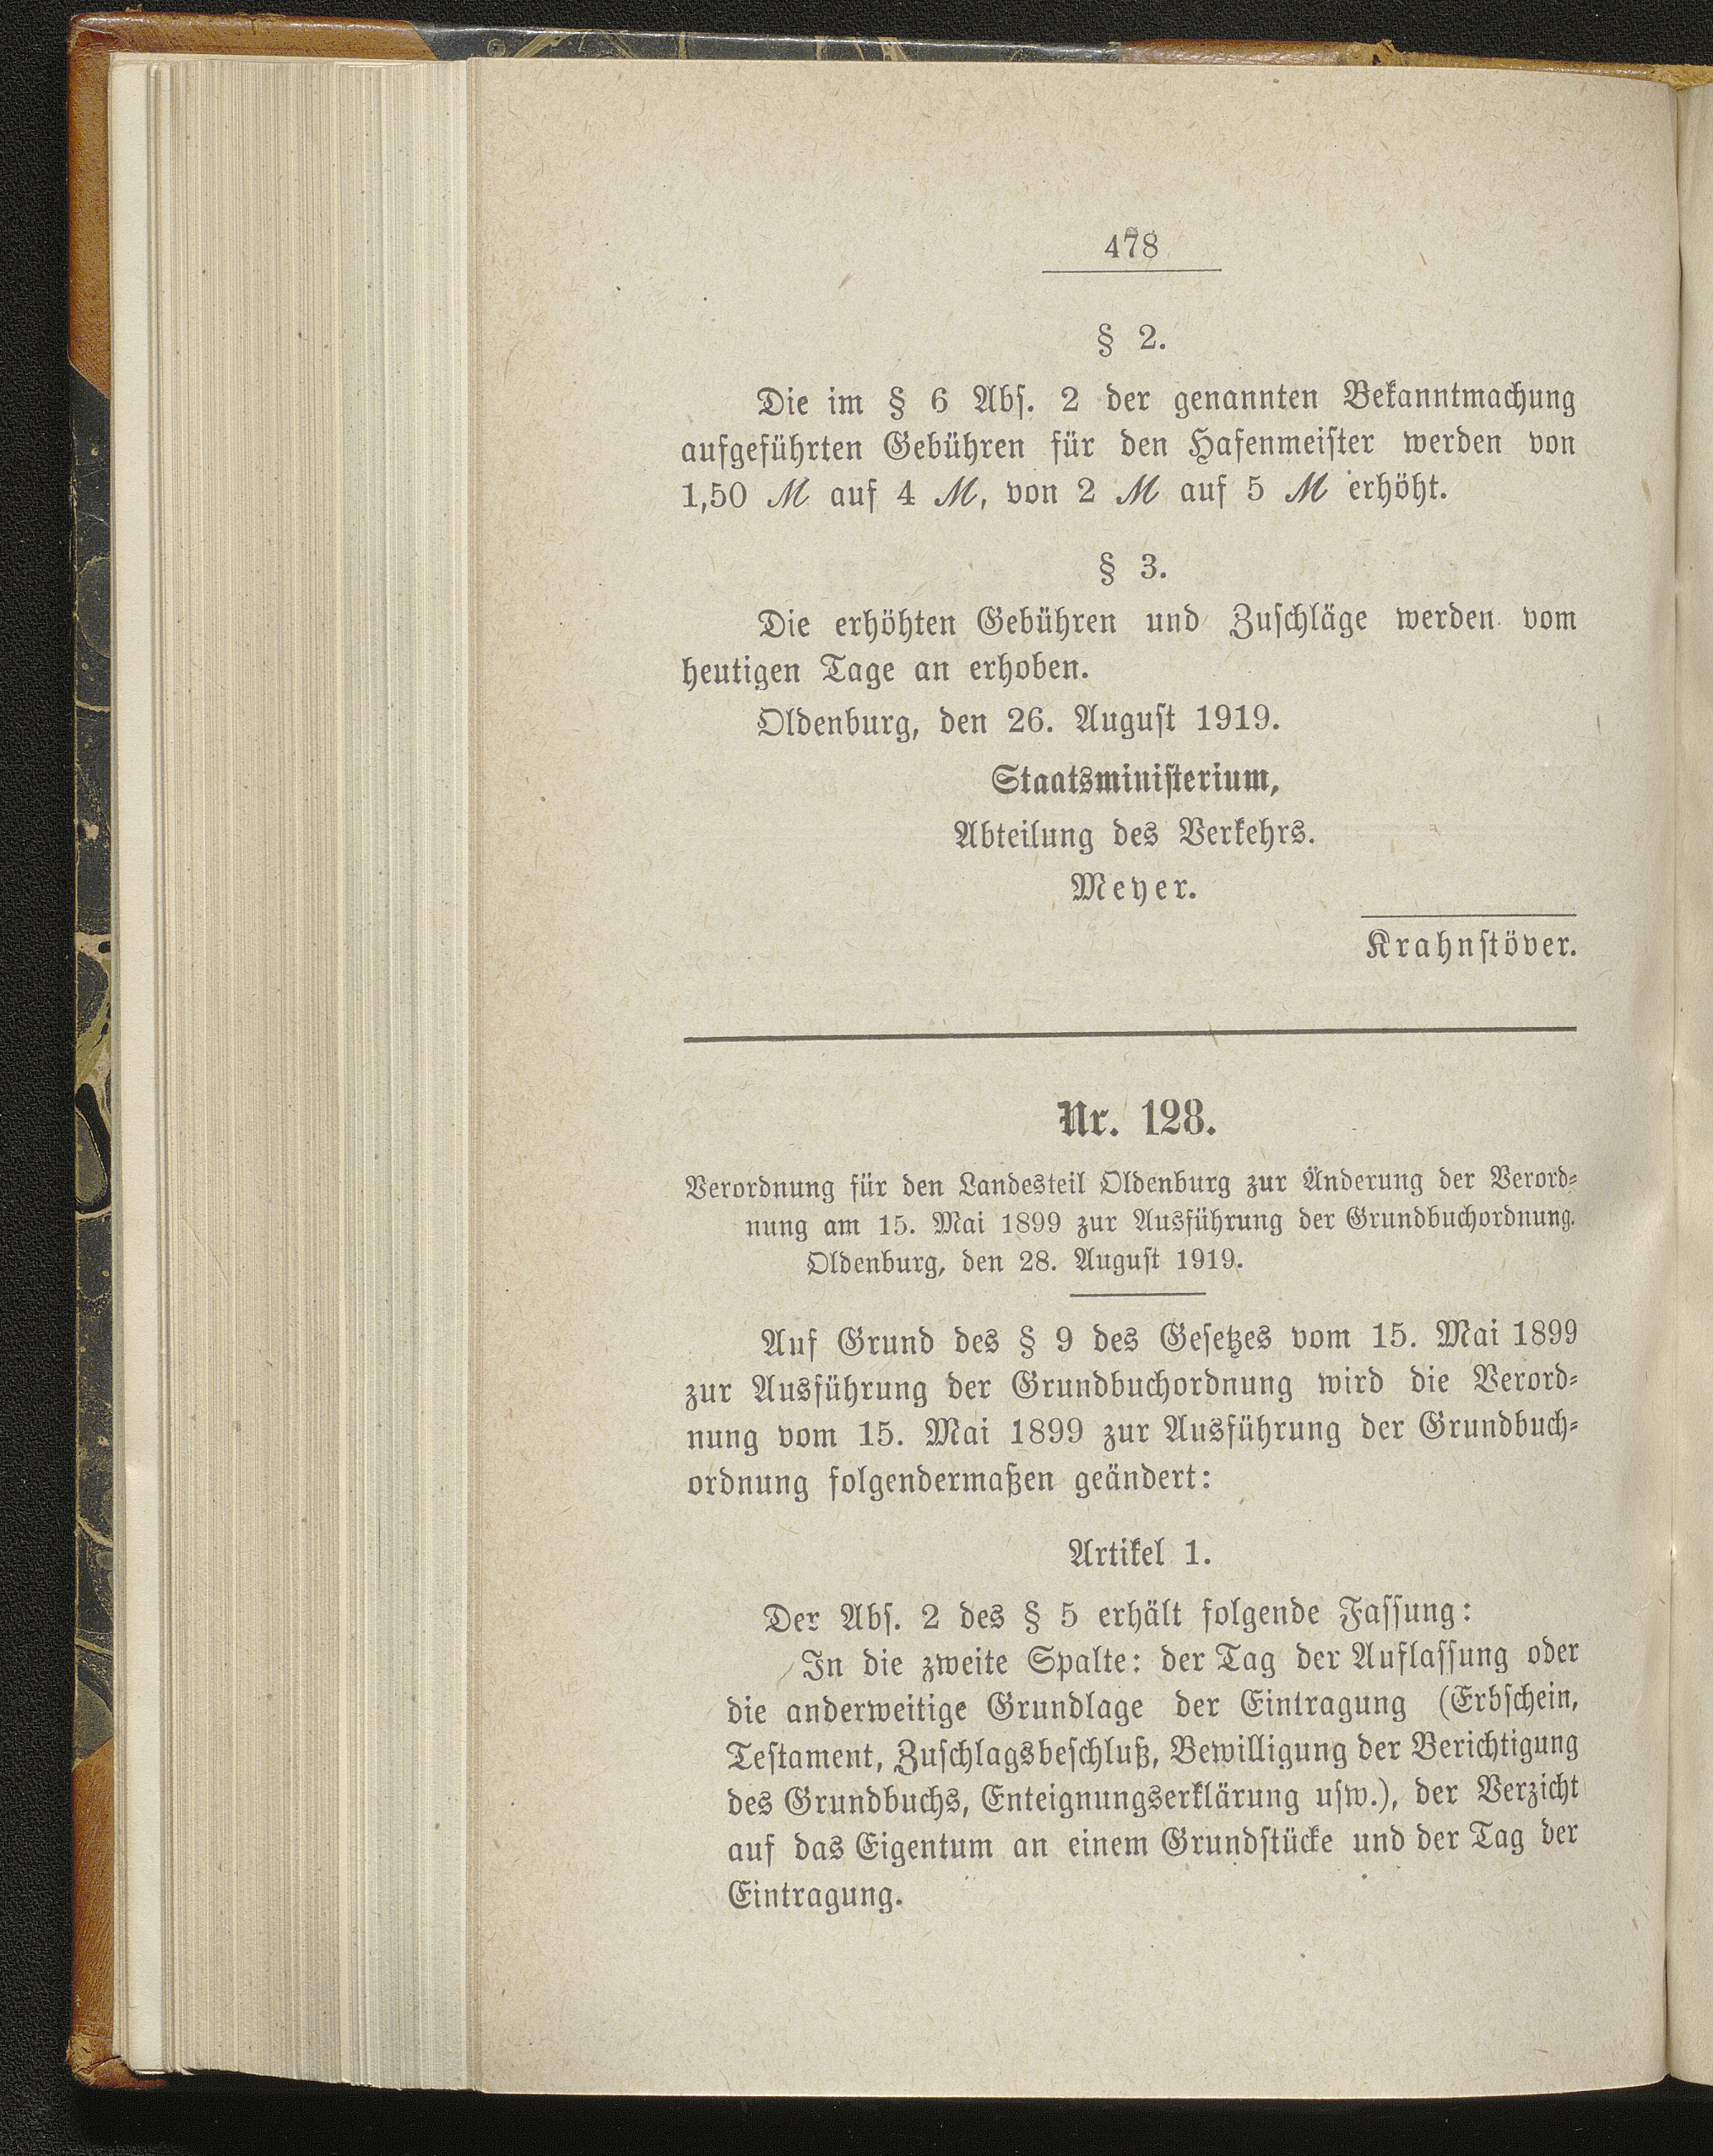 478
§ 2.
Die im § 6 Abs. 2 der genannten Bekanntmachung
aufgeführten Gebühren für den Hafenmeister werden von
1,50 ℳ auf 4 ℳ, von 2 ℳ auf 5 ℳ erhöht.
§ 3.
Die erhöhten Gebühren und Zuschläge werden vom
heutigen Tage an erhoben.
Oldenburg, den 26. August 1919.
Staatsministerium,
Abteilung des Verkehrs.
Meyer.
Krahnstöver.
Nr. 128.
Verordnung für den Landesteil Oldenburg zur Änderung der Verord-
nung am 15. Mai 1899 zur Ausführung der Grundbuchordnung.
Oldenburg, den 28. August 1919.
Auf Grund des § 9 des Gesetzes vom 15. Mai 1899
zur Ausführung der Grundbuchordnung wird die Verord-
nung vom 15. Mai 1899 zur Ausführung der Grundbuch-
ordnung folgendermaßen geändert:
Artikel 1.
Der Abs. 2 des § 5 erhält folgende Fassung:
In die zweite Spalte: der Tag der Auflassung oder
die anderweitige Grundlage der Eintragung (Erbschein,
Testament, Zuschlagsbeschluß, Bewilligung der Berichtigung
des Grundbuchs, Enteignungserklärung usw.), der Verzicht
auf das Eigentum an einem Grundstücke und der Tag der
Eintragung.